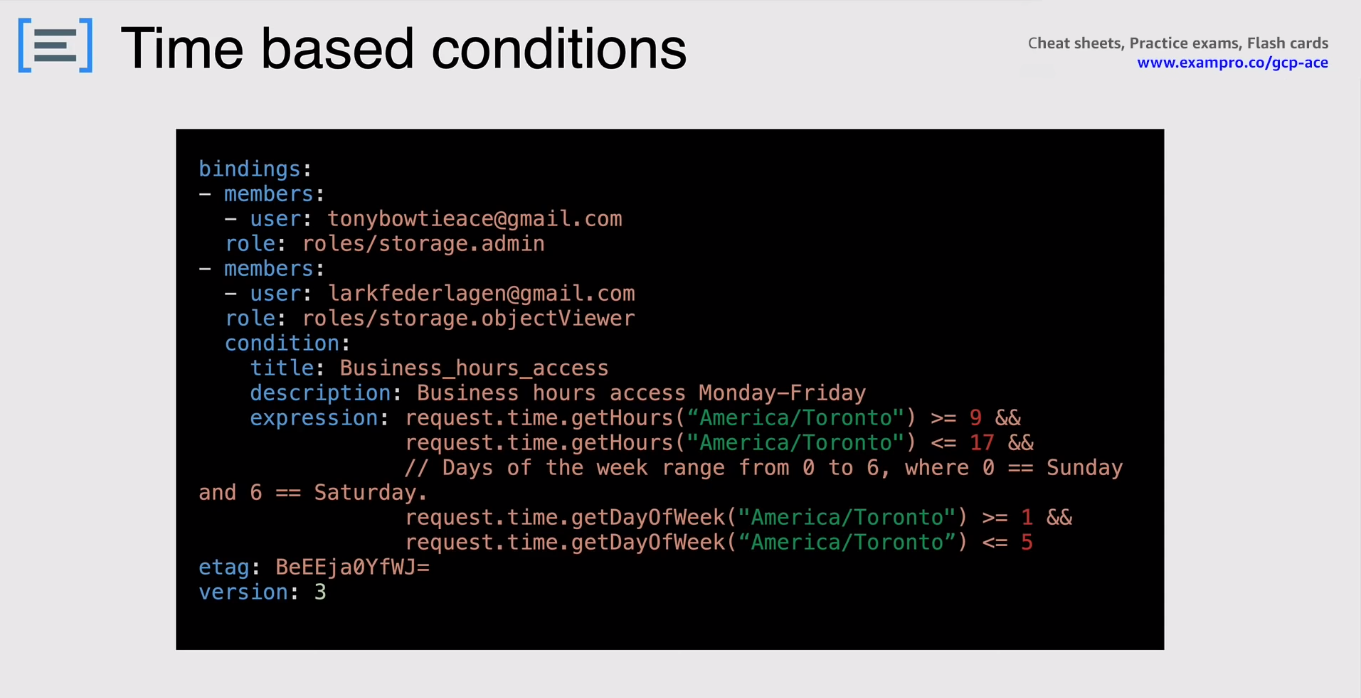 Time based conditions
Cheat sheets, Practice exams, Flash cards
www.exampro.co/gcp-ace
bindings:
- members:
  - user: tonybowtieace@gmail.com
  role: roles/storage.admin
- members:
  - user: larkfederlagen@gmail.com
  role: roles/storage.objectViewer
  condition:
    title: Business_hours_access
    description: Business hours access Monday-Friday
    expression: request.time.getHours(“America/Toronto") >= 9 &&
                request.time.getHours("America/Toronto") <= 17 &&
                // Days of the week range from 0 to 6, where 0 == Sunday
and 6 == Saturday.
                request.time.getDayOfWeek("America/Toronto") >= 1 &&
                request.time.getDayOfWeek(“America/Toronto”) <= 5
etag: BeEEja0YfWJ=
version: 3